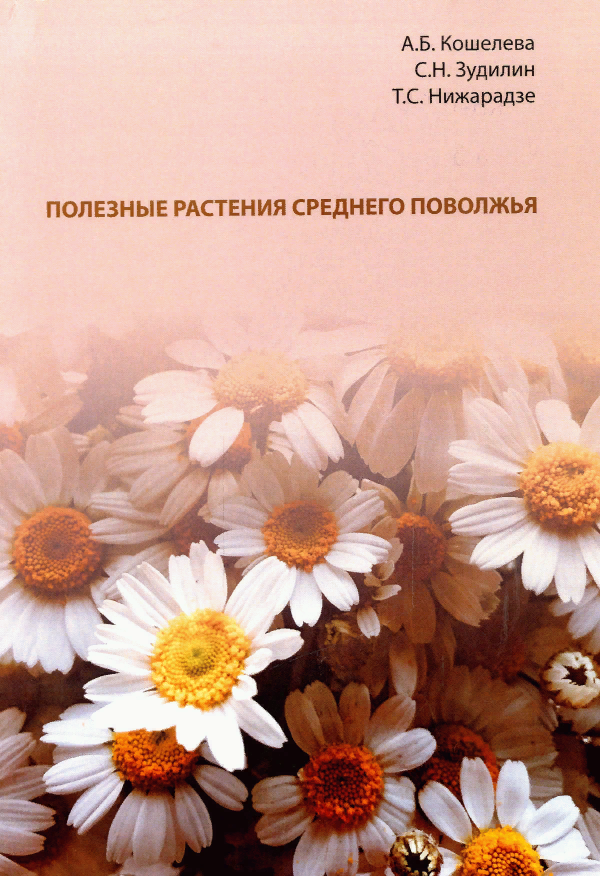 А.Б. Кошелева
С.Н. Зудилин
Т.С. Нижарадзе
ПОЛЕЗНЫЕ РАСТЕНИЯ СРЕДНЕГО ПОВОЛЖЬЯ